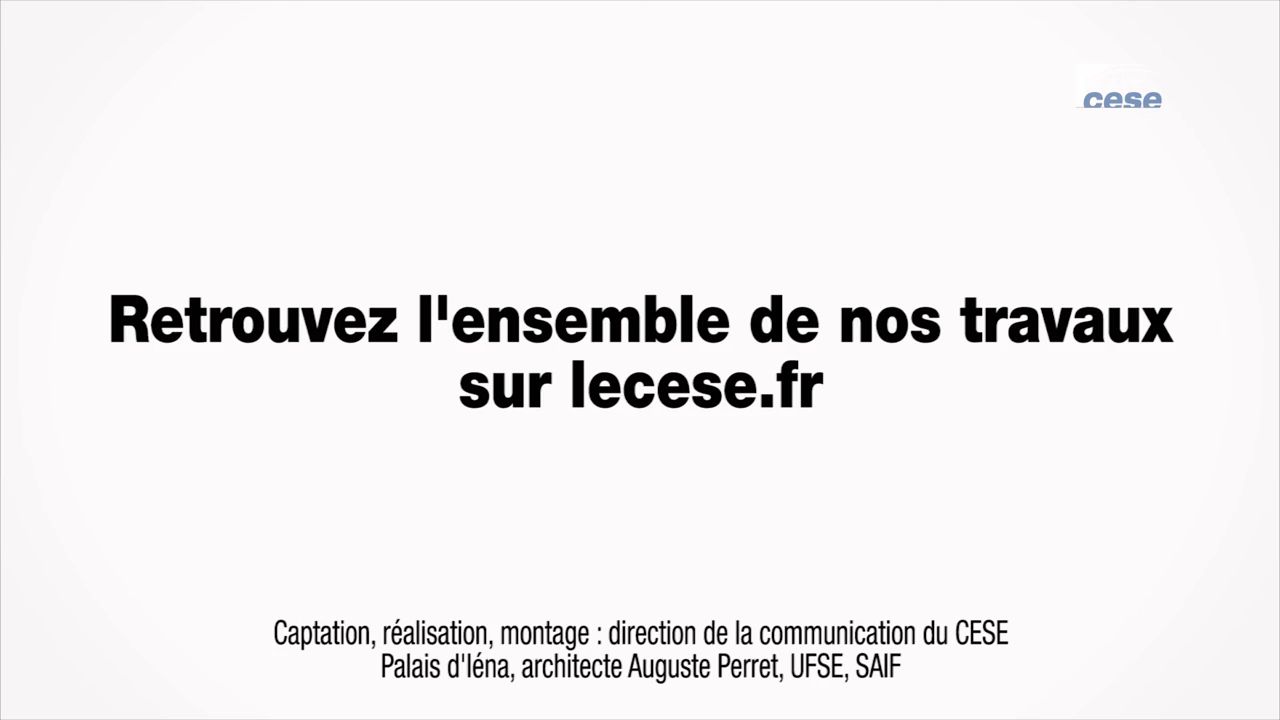 cese
Retrouvez l'ensemble de nos travaux
sur lecese.fr
Captation, réalisation, montage : direction de la communication du CESE
Palais d'Iéna, architecte Auguste Perret, UFSE, SAIF